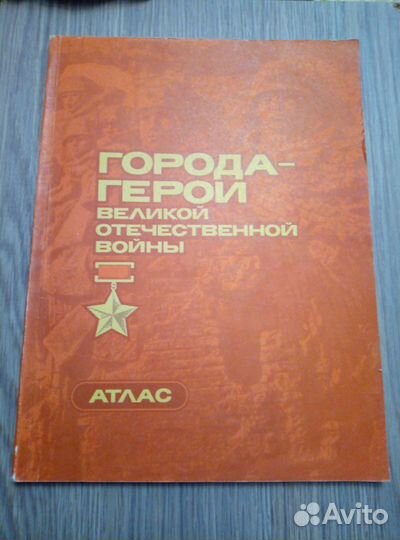 ГОРОДА-
ГЕРОИ
ВЕЛИКОЙ
ОТЕЧЕСТВЕННОЙ
ВОЙНЫ
АТЛАС
Avito